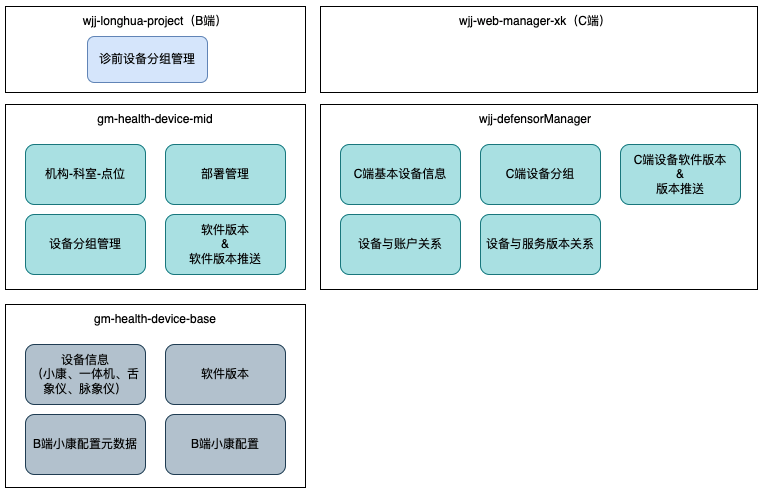 wjj-longhua-project（B端）
诊前设备分组管理
wjj-web-manager-xk（C端）
gm-health-device-mid
机构-科室-点位
部署管理
设备分组管理
软件版本
&
软件版本推送
wjj-defensorManager
C端基本设备信息
C端设备分组
C端设备软件版本
&
版本推送
设备与账户关系
设备与服务版本关系
gm-health-device-base
设备信息
（小康、一体机、舌
象仪、脉象仪）
软件版本
B端小康配置元数据
B端小康配置